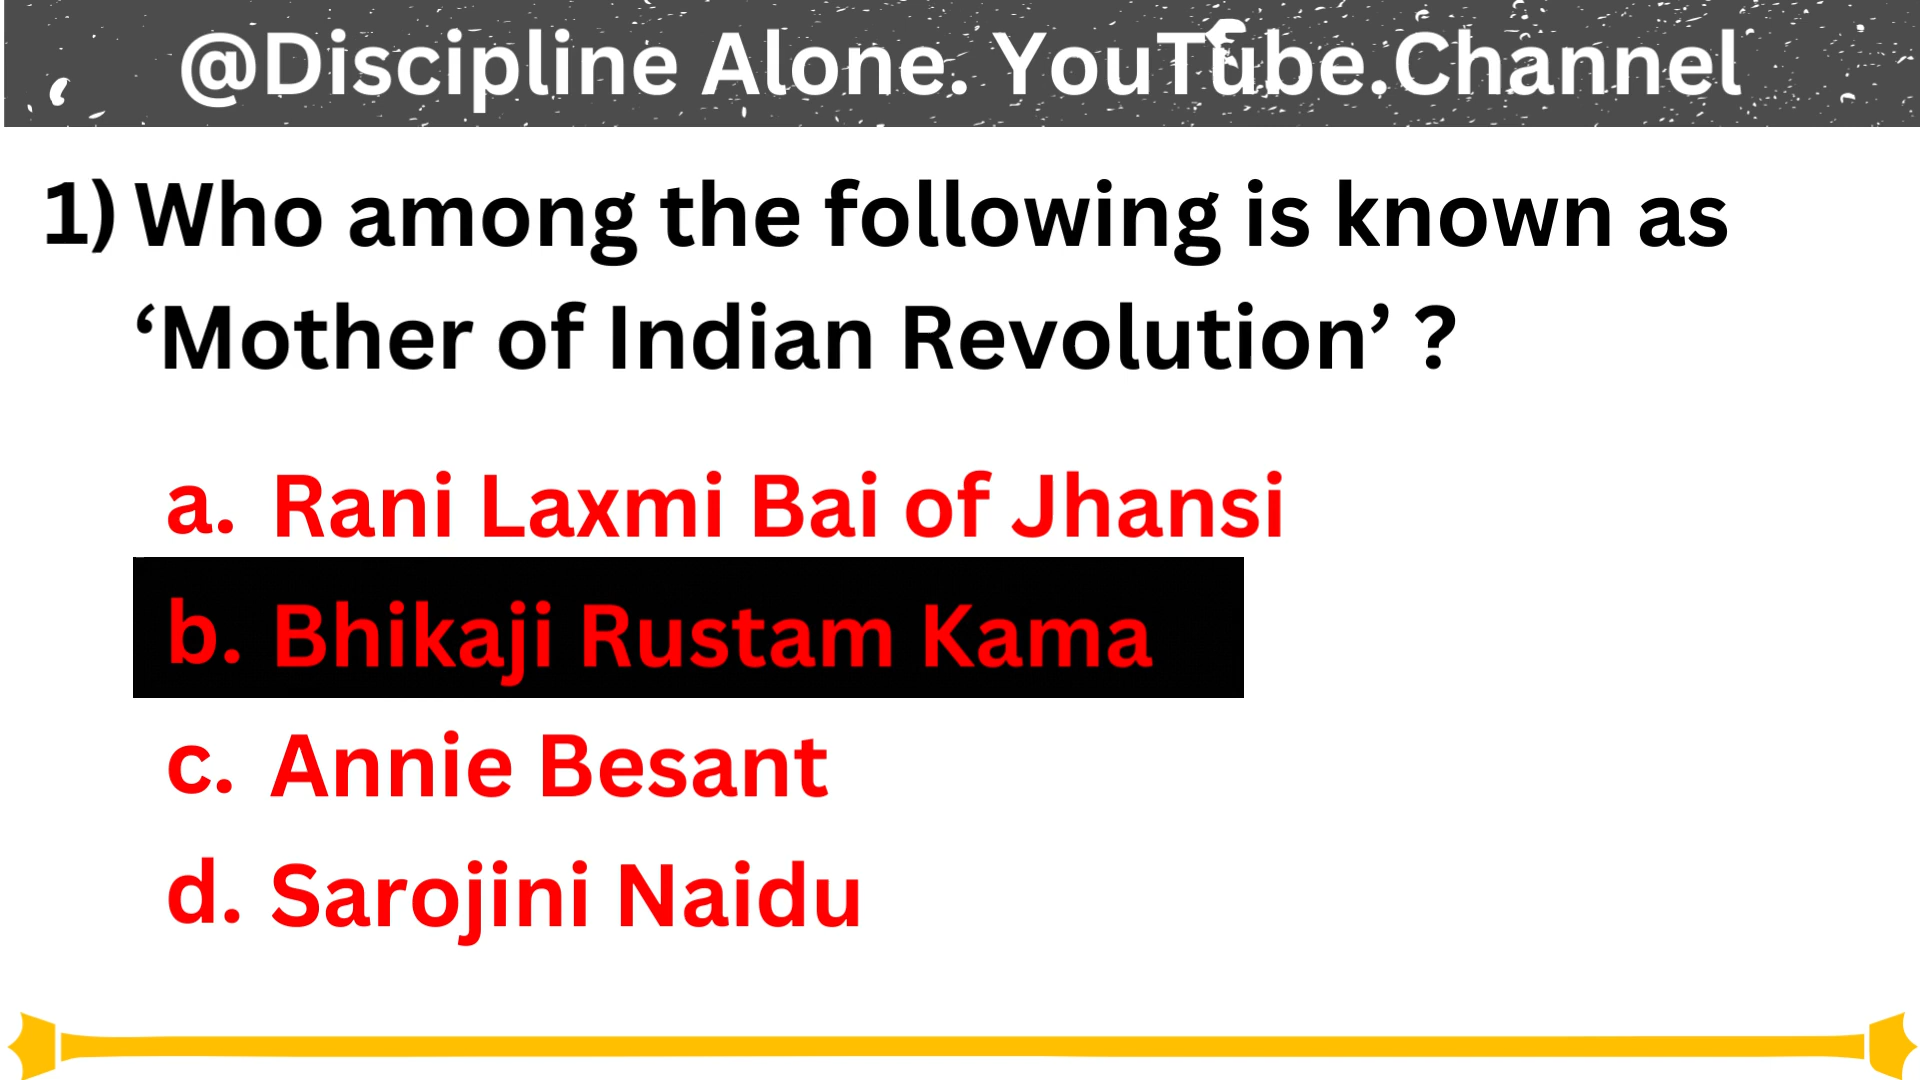 @Discipline Alone. YouTube.Channel
1) Who among the following is known as
‘Mother of Indian Revolution’ ?
a. Rani Laxmi Bai of Jhansi
b. Bhikaji Rustam Kama
c. Annie Besant
d. Sarojini Naidu